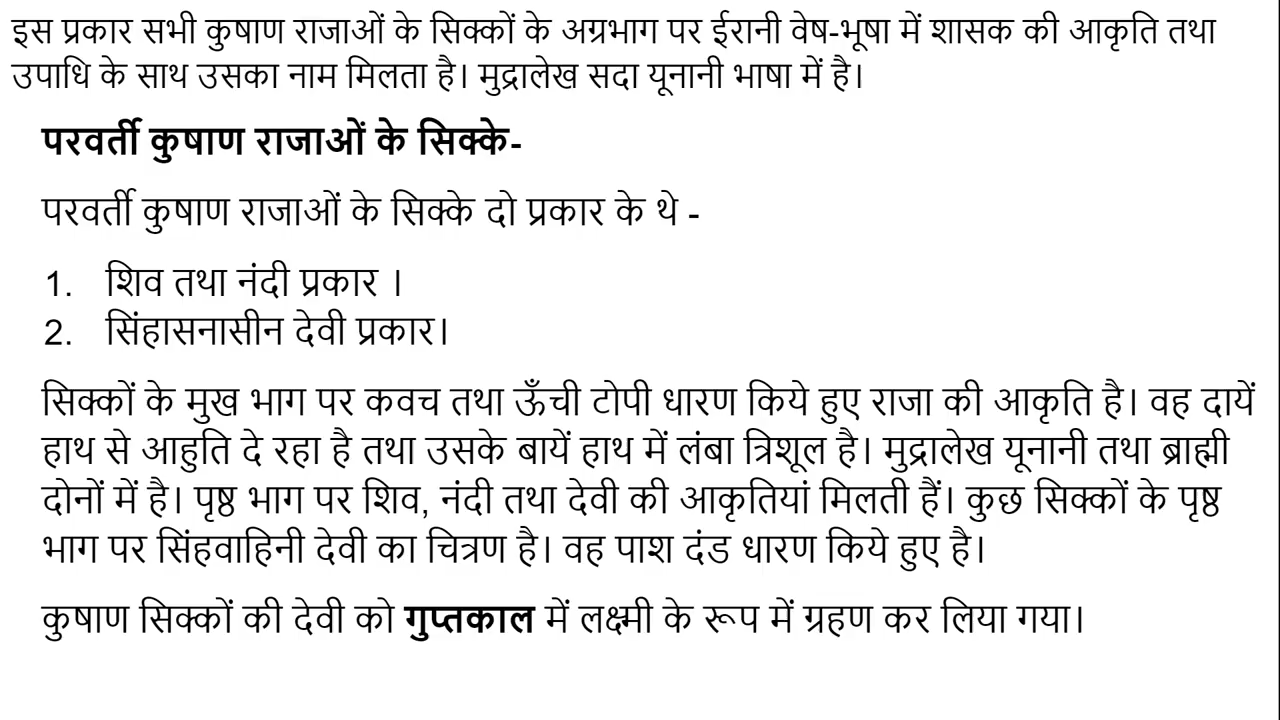 इस प्रकार सभी कुषाण राजाओं के सिक्कों के अग्रभाग पर ईरानी वेष-भूषा में शासक की आकृति तथा
उपाधि के साथ उसका नाम मिलता है। मुद्रालेख सदा यूनानी भाषा में है।
परवर्ती कुषाण राजाओं के सिक्के-
परवर्ती कुषाण राजाओं के सिक्के दो प्रकार के थे -
1. शिव तथा नंदी प्रकार ।
2. सिंहासनासीन देवी प्रकार।
सिक्कों के मुख भाग पर कवच तथा ऊँची टोपी धारण किये हुए राजा की आकृति है। वह दायें
हाथ से आहुति दे रहा है तथा उसके बायें हाथ में लंबा त्रिशूल है। मुद्रालेख यूनानी तथा ब्राह्मी
दोनों में है। पृष्ठ भाग पर शिव, नंदी तथा देवी की आकृतियां मिलती हैं। कुछ सिक्कों के पृष्ठ
भाग पर सिंहवाहिनी देवी का चित्रण है। वह पाश दंड धारण किये हुए है।
कुषाण सिक्कों की देवी को गुप्तकाल में लक्ष्मी के रूप में ग्रहण कर लिया गया।